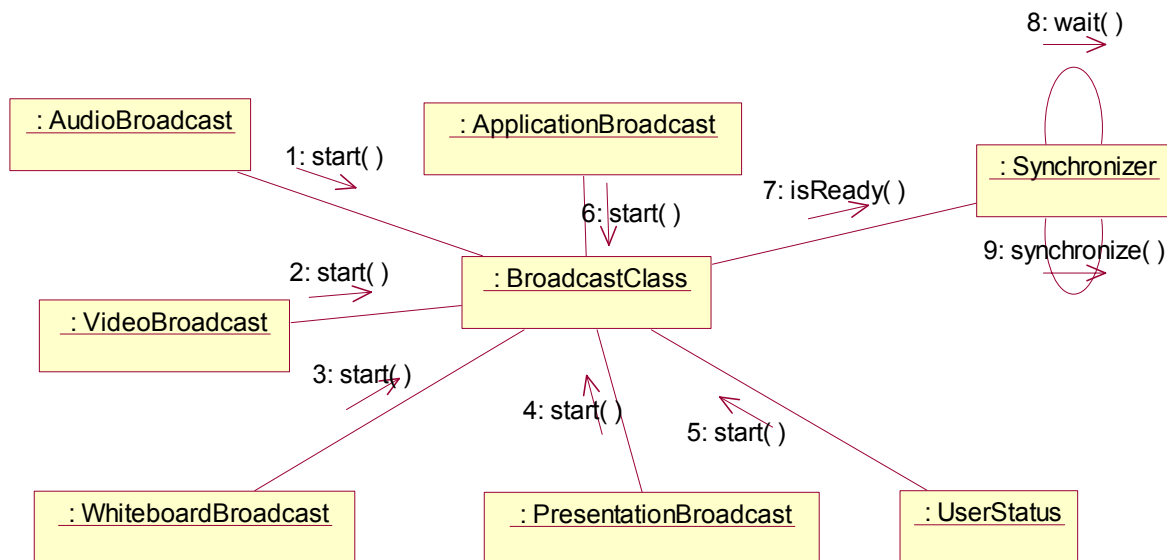 8: wait( )
: AudioBroadcast
: ApplicationBroadcast
1: start( )
: Synchronizer
7: isReady( )
6: start( )
9: synchronize( )
2: start( )
: BroadcastClass
: VideoBroadcast
3: start( )
4: start( )
5: start( )
: WhiteboardBroadcast
: PresentationBroadcast
: UserStatus